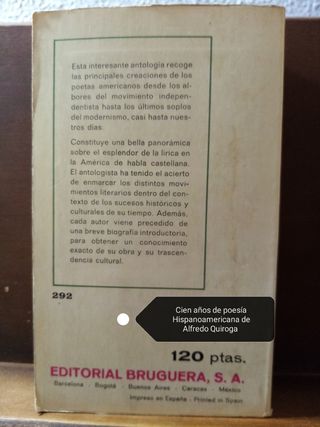 Esta interesante antología recoge
las principales creaciones de los
poetas americanos desde los al-
bores del movimiento indepen-
dentista hasta los últimos soplos
del modernismo, casi hasta nues-
tros días.
Constituye una bella panorámica
sobre el esplendor de la lírica en
la América de habla castellana.
El antologista ha tenido el acierto
de enmarcar los distintos movi-
mientos literarios dentro del con-
texto de los sucesos históricos y
culturales de su tiempo. Además,
cada autor viene precedido de
una breve biografía introductoria,
para obtener un conocimiento
exacto de su obra y su trascen-
dencia cultural.
292
Cien años de poesía
Hispanoamericana de
Alfredo Quiroga
120 ptas.
EDITORIAL BRUGUERA, S. A.
Barcelona - Bogotá - Buenos Aires - Caracas - México
Impreso en España - Printed in Spain